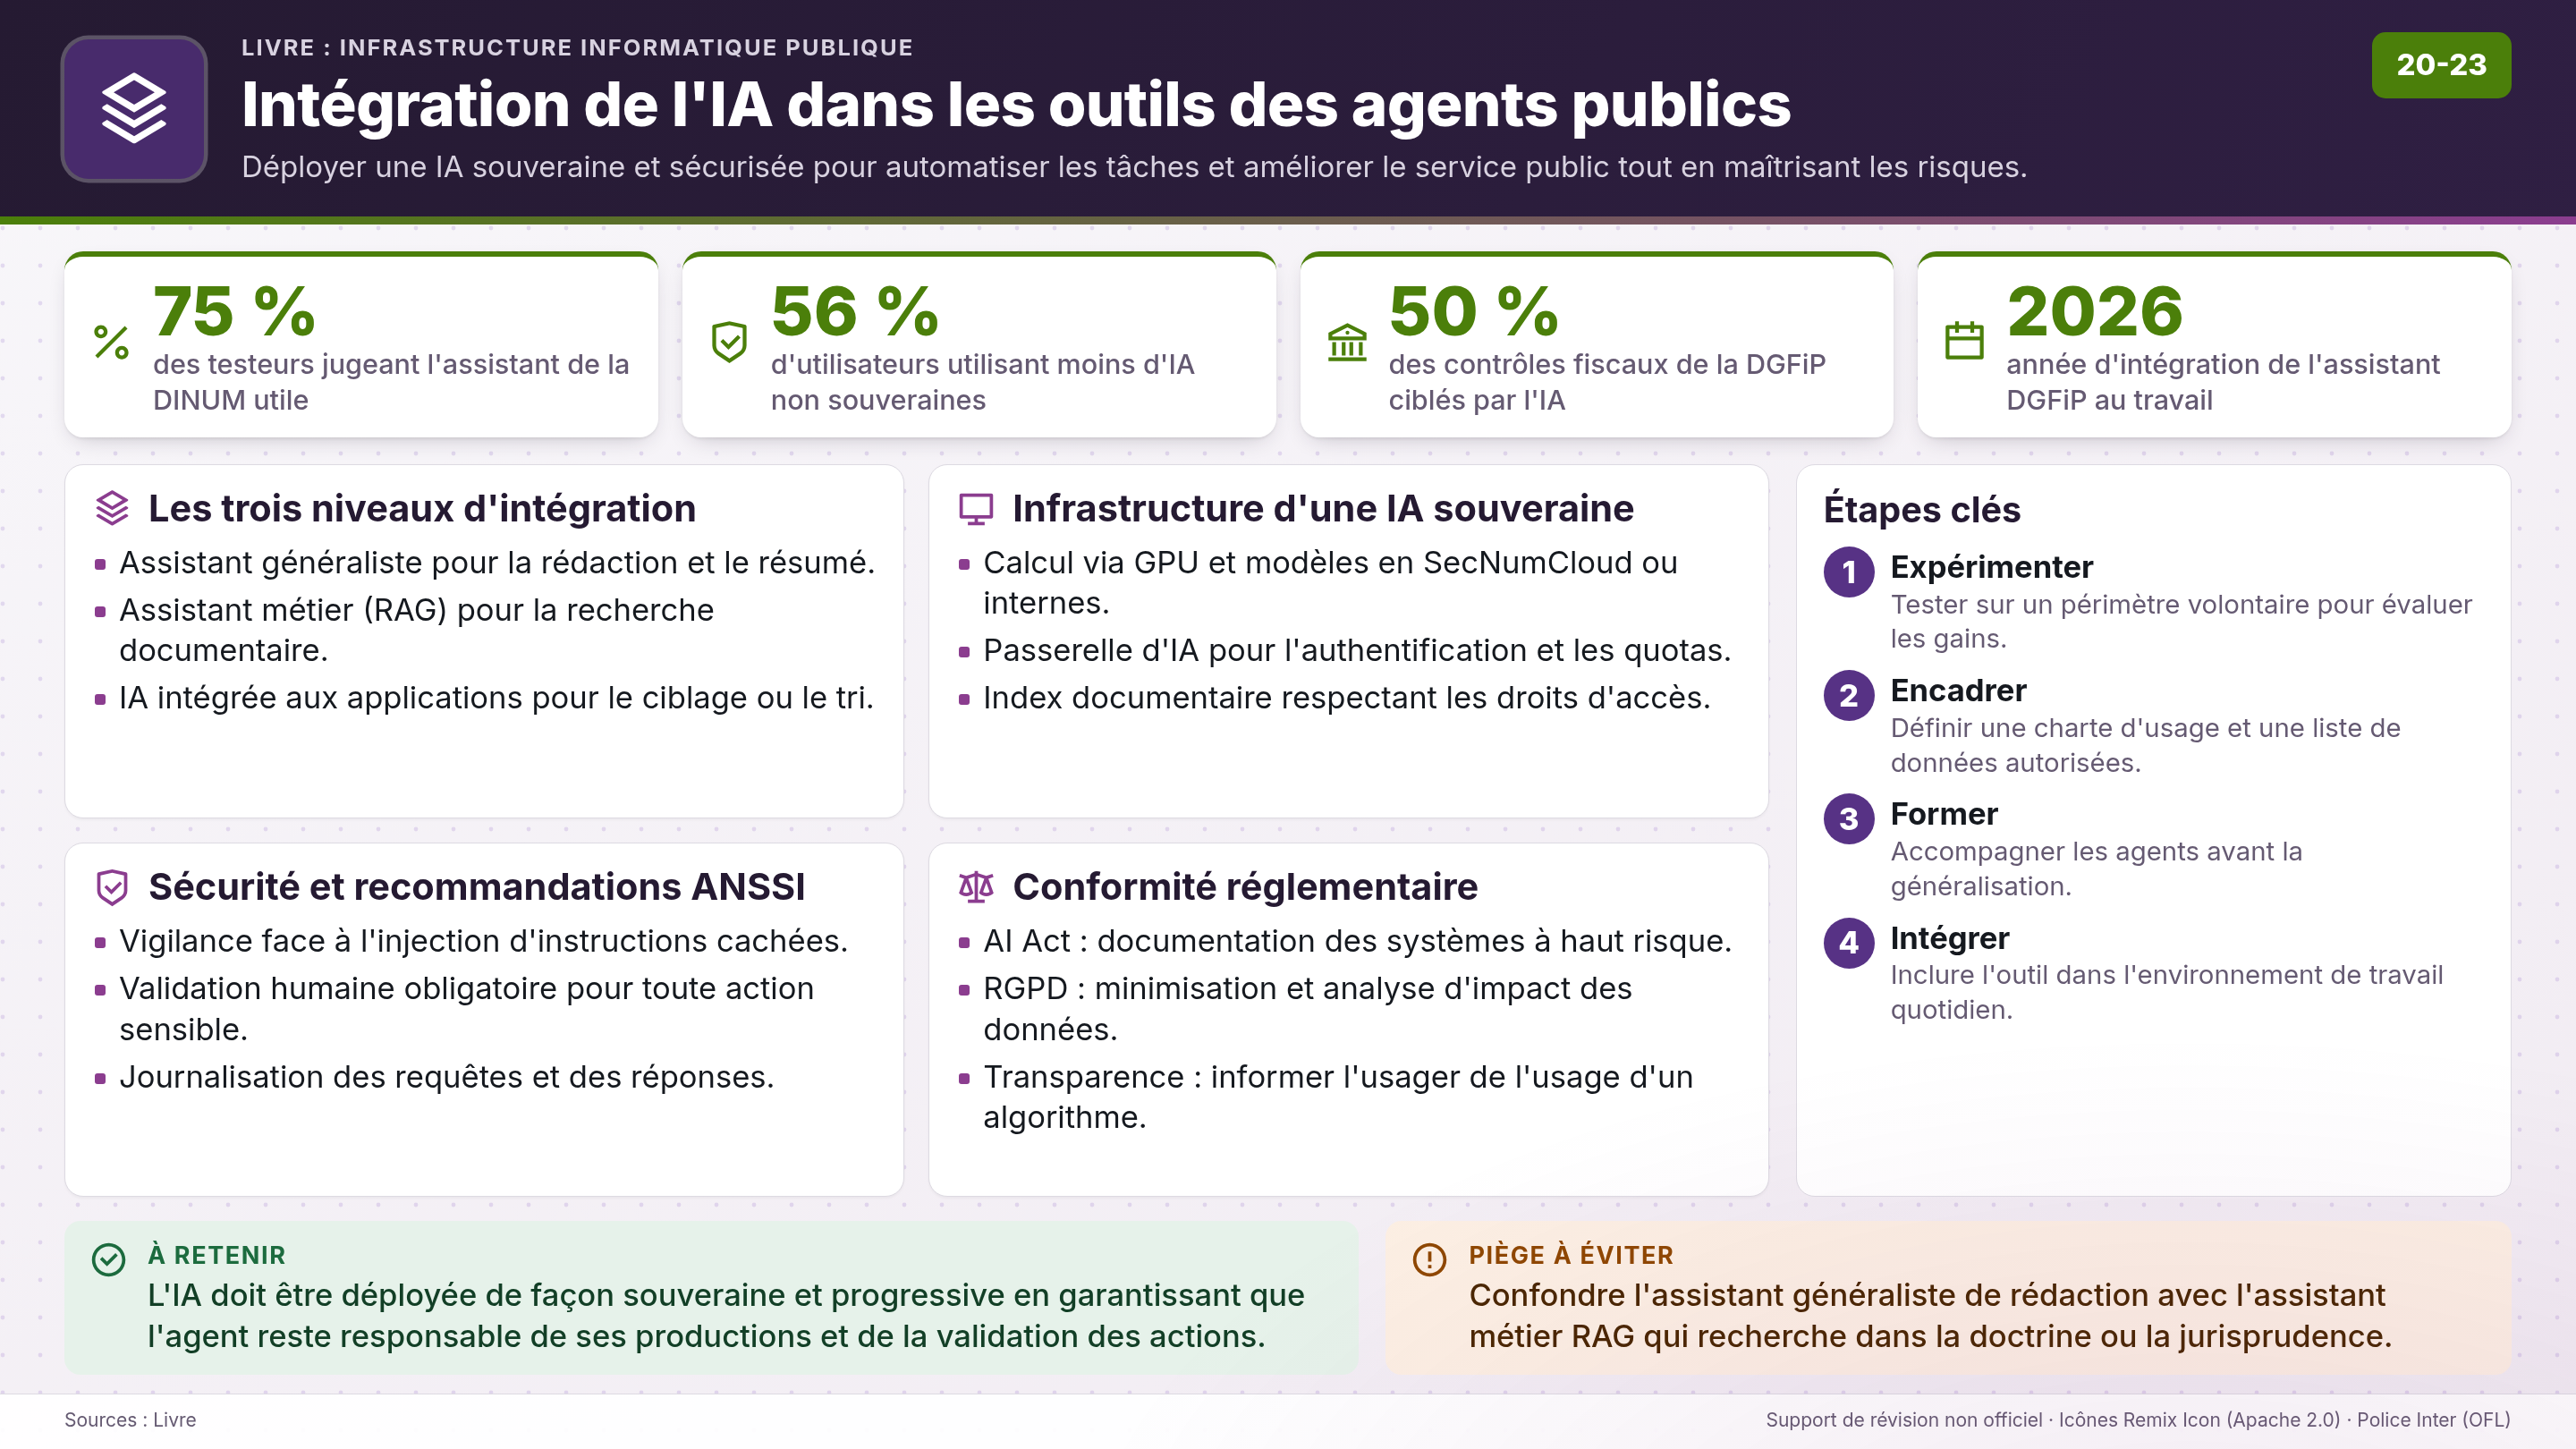 LIVRE : INFRASTRUCTURE INFORMATIQUE PUBLIQUE
Intégration de l'IA dans les outils des agents publics
Déployer une IA souveraine et sécurisée pour automatiser les tâches et améliorer le service public tout en maîtrisant les risques.
20-23
75 %
des testeurs jugeant l'assistant de la
DINUM utile
56 %
d'utilisateurs utilisant moins d'IA
non souveraines
50 %
des contrôles fiscaux de la DGFiP
ciblés par l'IA
2026
année d'intégration de l'assistant
DGFiP au travail
Les trois niveaux d'intégration
Assistant généraliste pour la rédaction et le résumé.
Assistant métier (RAG) pour la recherche
documentaire.
IA intégrée aux applications pour le ciblage ou le tri.
Infrastructure d'une IA souveraine
Calcul via GPU et modèles en SecNumCloud ou
internes.
Passerelle d'IA pour l'authentification et les quotas.
Index documentaire respectant les droits d'accès.
Sécurité et recommandations ANSSI
Vigilance face à l'injection d'instructions cachées.
Validation humaine obligatoire pour toute action
sensible.
Journalisation des requêtes et des réponses.
Conformité réglementaire
AI Act : documentation des systèmes à haut risque.
RGPD : minimisation et analyse d'impact des
données.
Transparence : informer l'usager de l'usage d'un
algorithme.
Étapes clés
1
Expérimenter
Tester sur un périmètre volontaire pour évaluer
les gains.
2
Encadrer
Définir une charte d'usage et une liste de
données autorisées.
3
Former
Accompagner les agents avant la
généralisation.
4
Intégrer
Inclure l'outil dans l'environnement de travail
quotidien.
À RETENIR
L'IA doit être déployée de façon souveraine et progressive en garantissant que
l'agent reste responsable de ses productions et de la validation des actions.
PIÈGE À ÉVITER
Confondre l'assistant généraliste de rédaction avec l'assistant
métier RAG qui recherche dans la doctrine ou la jurisprudence.
Sources : Livre
Support de révision non officiel · Icônes Remix Icon (Apache 2.0) · Police Inter (OFL)